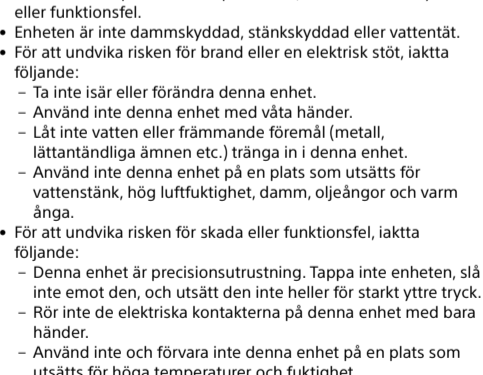 eller funktionsfel.
• Enheten är inte dammskyddad, stänkskyddad eller vattentät.
• För att undvika risken för brand eller en elektrisk stöt, iaktta
följande:
– Ta inte isär eller förändra denna enhet.
– Använd inte denna enhet med våta händer.
– Låt inte vatten eller främmande föremål (metall,
lättantändliga ämnen etc.) tränga in i denna enhet.
– Använd inte denna enhet på en plats som utsätts för
vattenstänk, hög luftfuktighet, damm, oljeångor och varm
ånga.
• För att undvika risken för skada eller funktionsfel, iaktta
följande:
– Denna enhet är precisionsutrustning. Tappa inte enheten, slå
inte emot den, och utsätt den inte heller för starkt yttre tryck.
– Rör inte de elektriska kontakterna på denna enhet med bara
händer.
– Använd inte och förvara inte denna enhet på en plats som
utsätts för höga temperaturer och fuktighet.